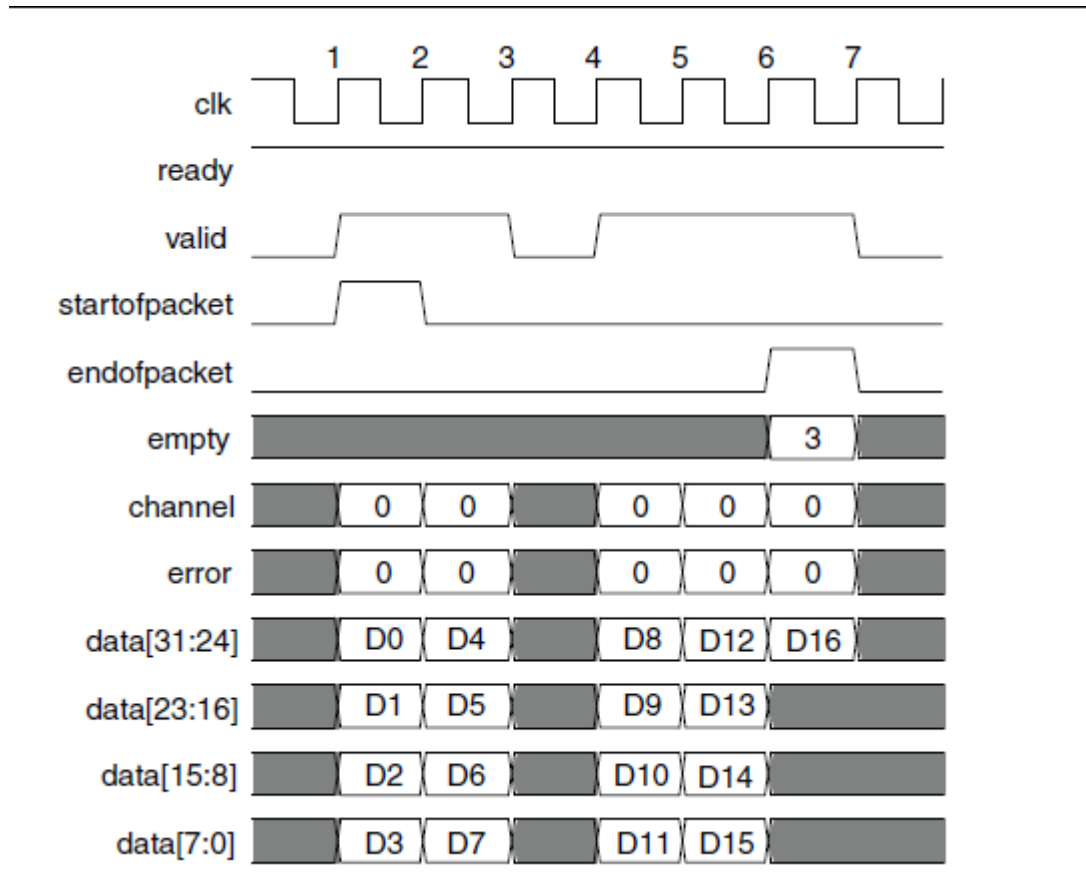 1 2 3 4 5 6 7
clk
ready
valid
startofpacket
endofpacket
empty 3
channel 0 0 0 0 0
error 0 0 0 0 0
data[31:24] D0 D4 D8 D12 D16
data[23:16] D1 D5 D9 D13
data[15:8] D2 D6 D10 D14
data[7:0] D3 D7 D11 D15